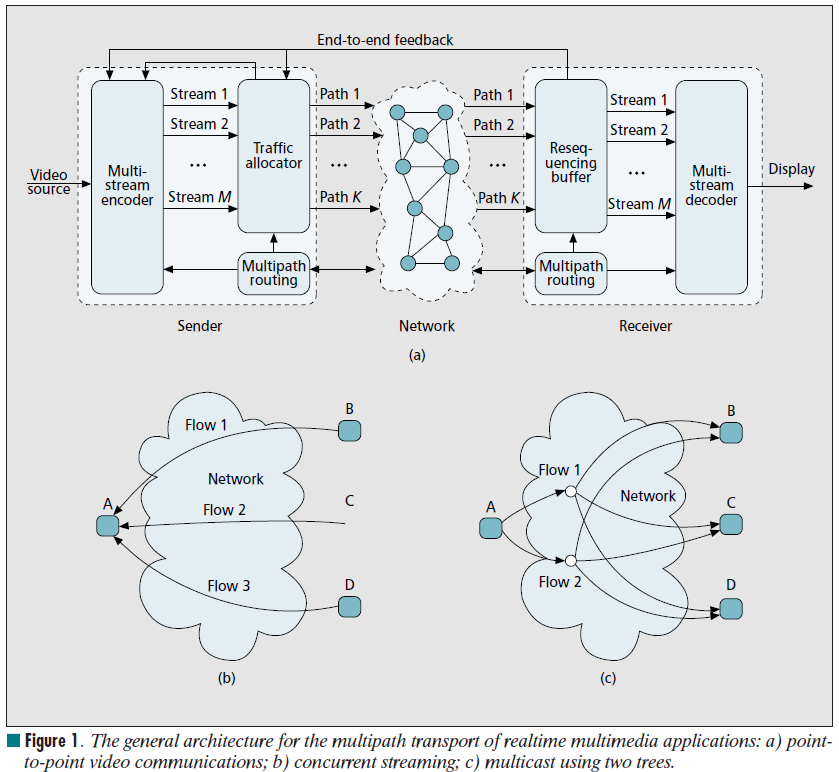 End-to-end feedback
Stream 1
Stream 2
...
Stream M
Path 1
Path 2
...
Path K
Path 1
Path 2
...
Path K
Stream 1
Stream 2
...
Stream M
Video
source
Multi-
stream
encoder
Traffic
allocator
Multipath
routing
Reseq-
uencing
buffer
Multipath
routing
Multi-
stream
decoder
Display
Sender
Network
Receiver
(a)
Flow 1
B
Network
A
Flow 2
C
Flow 3
D
(b)
B
Flow 1
Network
A
C
Flow 2
D
(c)
Figure 1. The general architecture for the multipath transport of realtime multimedia applications: a) point-
to-point video communications; b) concurrent streaming; c) multicast using two trees.